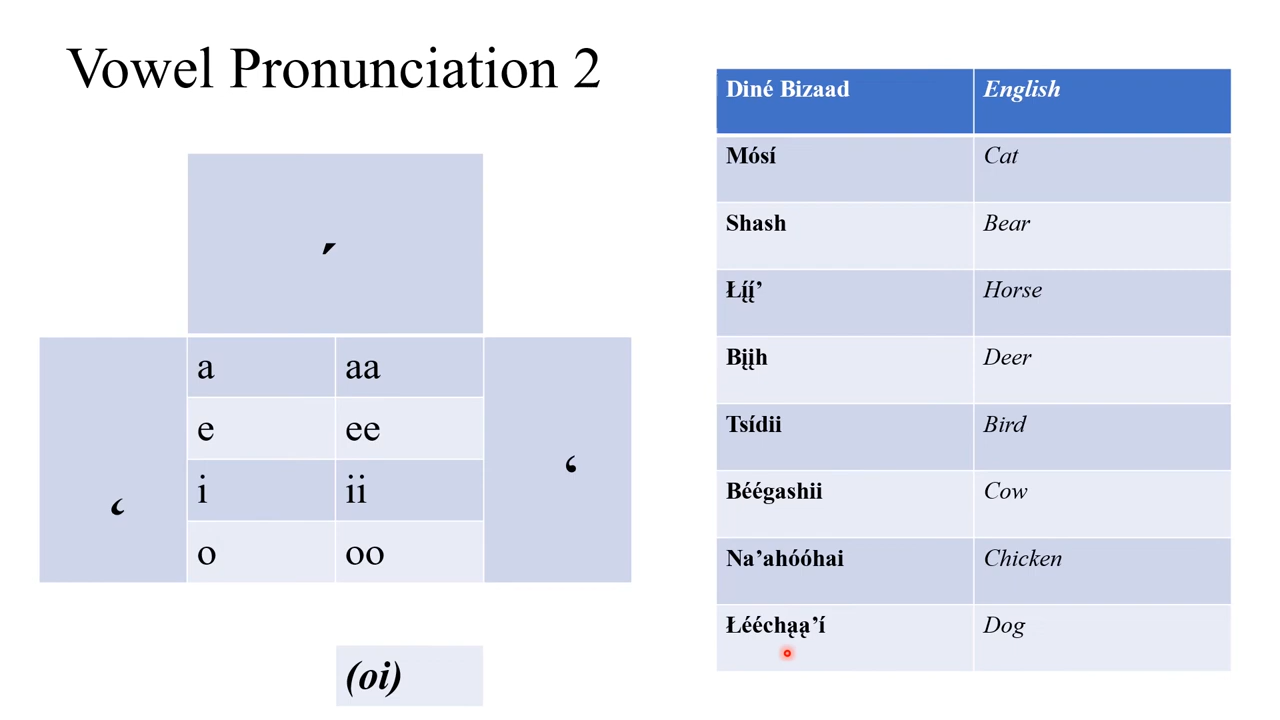 Vowel Pronunciation 2
´
a aa
e ee
i ii
o oo
˛
‘
(oi)
Diné Bizaad English
Mósí Cat
Shash Bear
Łį́į́’ Horse
Bįįh Deer
Tsídii Bird
Béégashii Cow
Na’ahóóhai Chicken
Łééchąą’í Dog